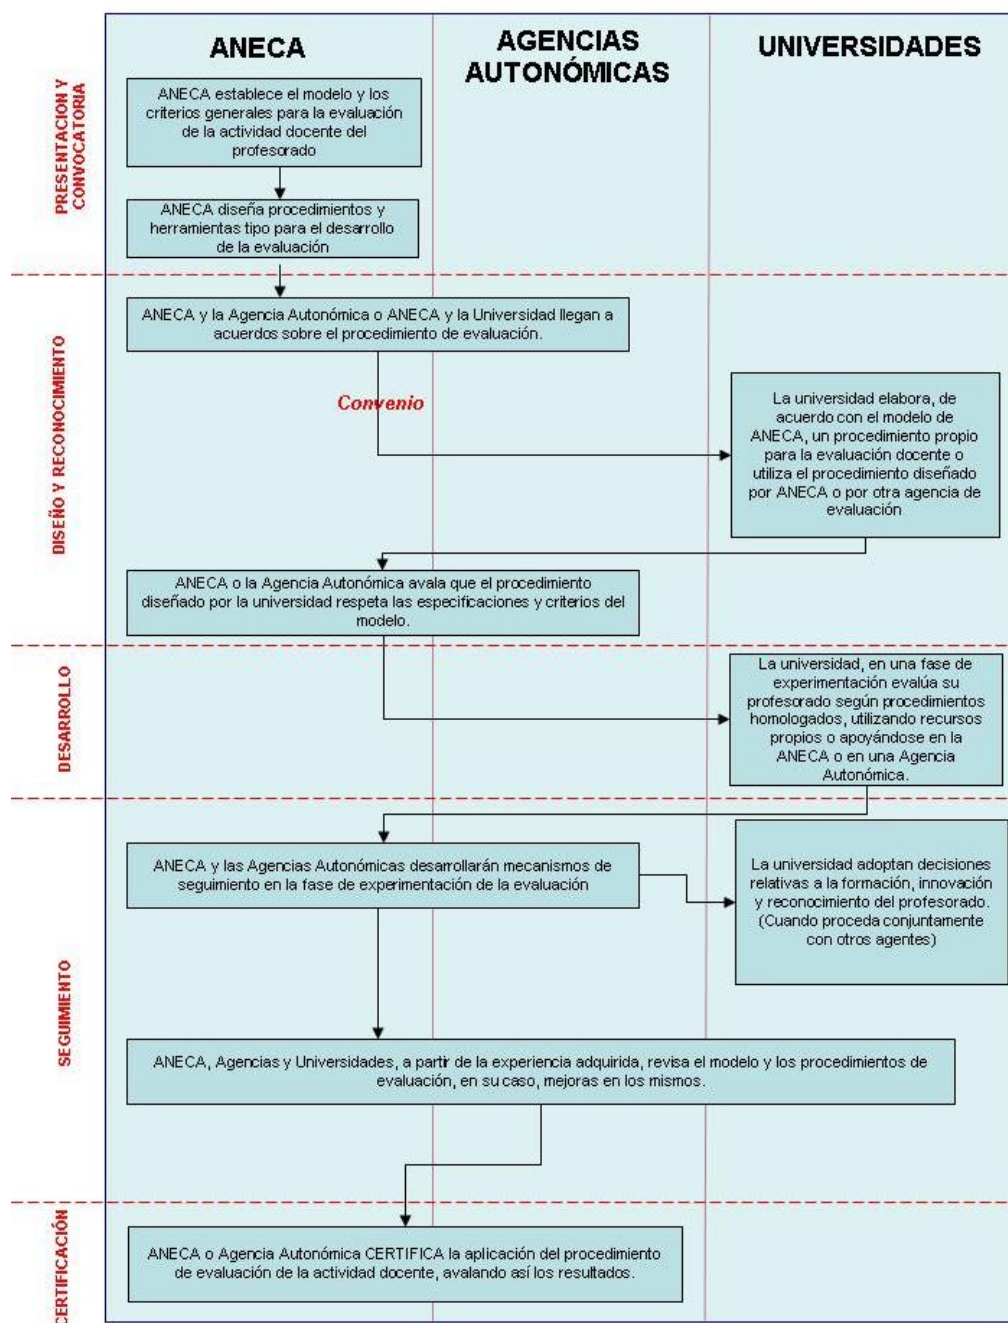 ANECA
AGENCIAS
AUTONÓMICAS
UNIVERSIDADES
PRESENTACION Y
CONVOCATORIA
ANECA establece el modelo y los
criterios generales para la evaluación
de la actividad docente del
profesorado
ANECA diseña procedimientos y
herramientas tipo para el desarrollo
de la evaluación
DISEÑO Y RECONOCIMIENTO
ANECA y la Agencia Autonómica o ANECA y la Universidad llegan a
acuerdos sobre el procedimiento de evaluación.
Convenio
La universidad elabora, de
acuerdo con el modelo de
ANECA, un procedimiento propio
para la evaluación docente o
utiliza el procedimiento diseñado
por ANECA o por otra agencia de
evaluación
ANECA o la Agencia Autonómica avala que el procedimiento
diseñado por la universidad respeta las especificaciones y criterios del
modelo.
DESARROLLO
La universidad, en una fase de
experimentación evalúa su
profesorado según procedimientos
homologados, utilizando recursos
propios o apoyándose en la
ANECA o en una Agencia
Autonómica.
SEGUIMIENTO
ANECA y las Agencias Autonómicas desarrollarán mecanismos de
seguimiento en la fase de experimentación de la evaluación
La universidad adoptan decisiones
relativas a la formación, innovación
y reconocimiento del profesorado.
(Cuando proceda conjuntamente
con otros agentes)
ANECA, Agencias y Universidades, a partir de la experiencia adquirida, revisa el modelo y los procedimientos de
evaluación, en su caso, mejoras en los mismos.
CERTIFICACIÓN
ANECA o Agencia Autonómica CERTIFICA la aplicación del procedimiento
de evaluación de la actividad docente, avalando así los resultados.